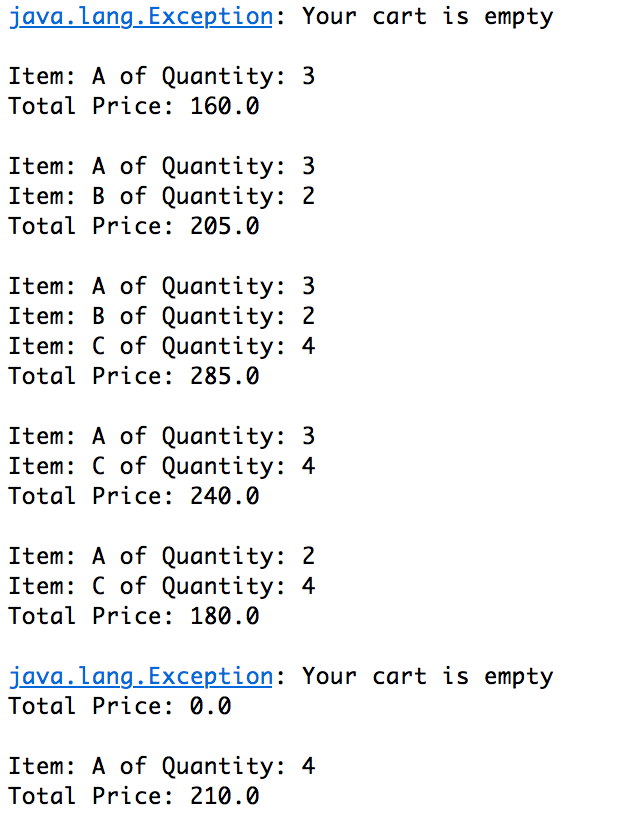 java.lang.Exception: Your cart is empty
Item: A of Quantity: 3
Total Price: 160.0
Item: A of Quantity: 3
Item: B of Quantity: 2
Total Price: 205.0
Item: A of Quantity: 3
Item: B of Quantity: 2
Item: C of Quantity: 4
Total Price: 285.0
Item: A of Quantity: 3
Item: C of Quantity: 4
Total Price: 240.0
Item: A of Quantity: 2
Item: C of Quantity: 4
Total Price: 180.0
java.lang.Exception: Your cart is empty
Total Price: 0.0
Item: A of Quantity: 4
Total Price: 210.0